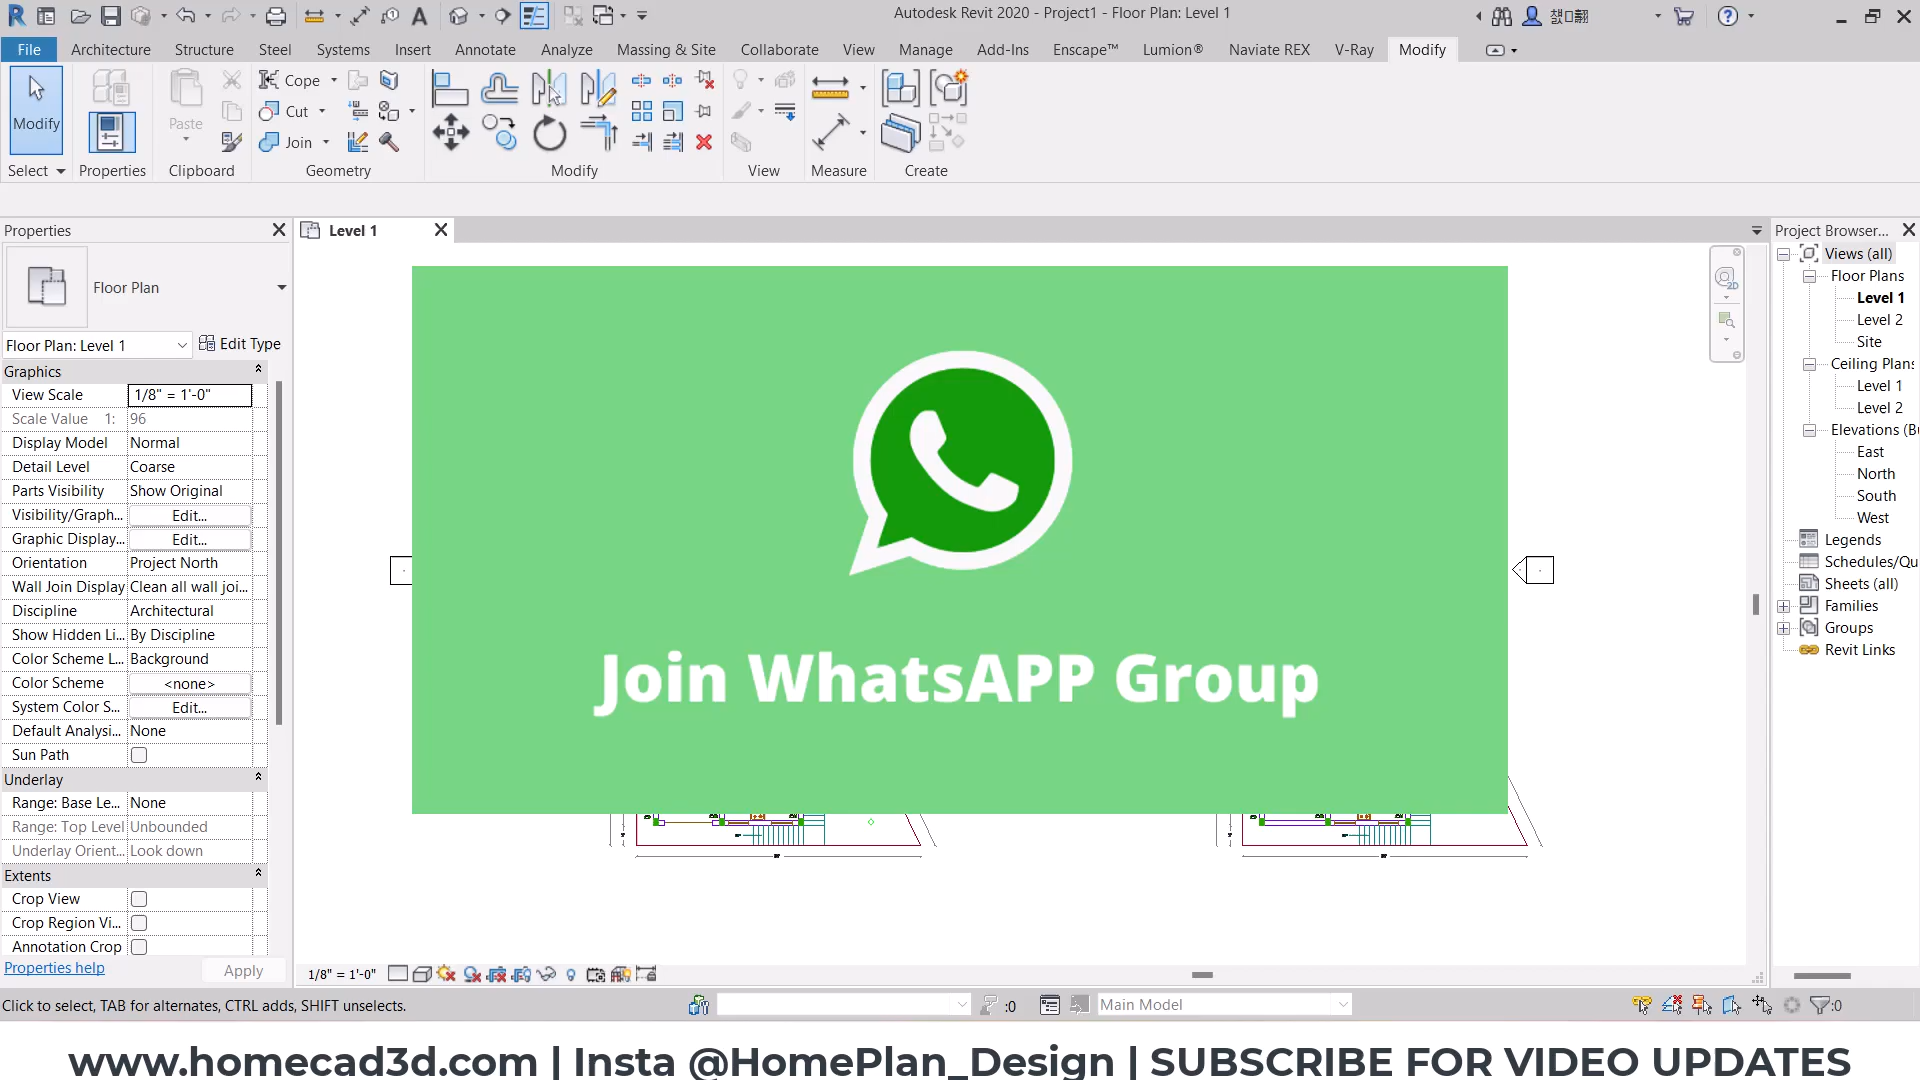 Autodesk Revit 2020 - Project1 - Floor Plan: Level 1
File Architecture Structure Steel Systems Insert Annotate Analyze Massing & Site Collaborate View Manage Add-Ins Enscape™ Lumion® Naviate REX V-Ray Modify
Modify
Paste
Cope
Cut
Join
Select Properties Clipboard Geometry Modify View Measure Create
Properties
Floor Plan
Floor Plan: Level 1 Edit Type
Graphics
View Scale 1/8" = 1'-0"
Scale Value 1: 96
Display Model Normal
Detail Level Coarse
Parts Visibility Show Original
Visibility/Graph... Edit...
Graphic Display... Edit...
Orientation Project North
Wall Join Display Clean all wall joi...
Discipline Architectural
Show Hidden Li... By Discipline
Color Scheme L... Background
Color Scheme <none>
System Color S... Edit...
Default Analysi... None
Sun Path
Underlay
Range: Base Le... None
Range: Top Level Unbounded
Underlay Orient... Look down
Extents
Crop View
Crop Region Vi...
Annotation Crop
Properties help Apply
Level 1
2D
Join WhatsAPP Group
1/8" = 1'-0"
Project Browser...
Views (all)
Floor Plans
Level 1
Level 2
Site
Ceiling Plans
Level 1
Level 2
Elevations (Bu
East
North
South
West
Legends
Schedules/Qu
Sheets (all)
Families
Groups
Revit Links
Click to select, TAB for alternates, CTRL adds, SHIFT unselects.
:0
Main Model
:0
www.homecad3d.com | Insta @HomePlan_Design | SUBSCRIBE FOR VIDEO UPDATES